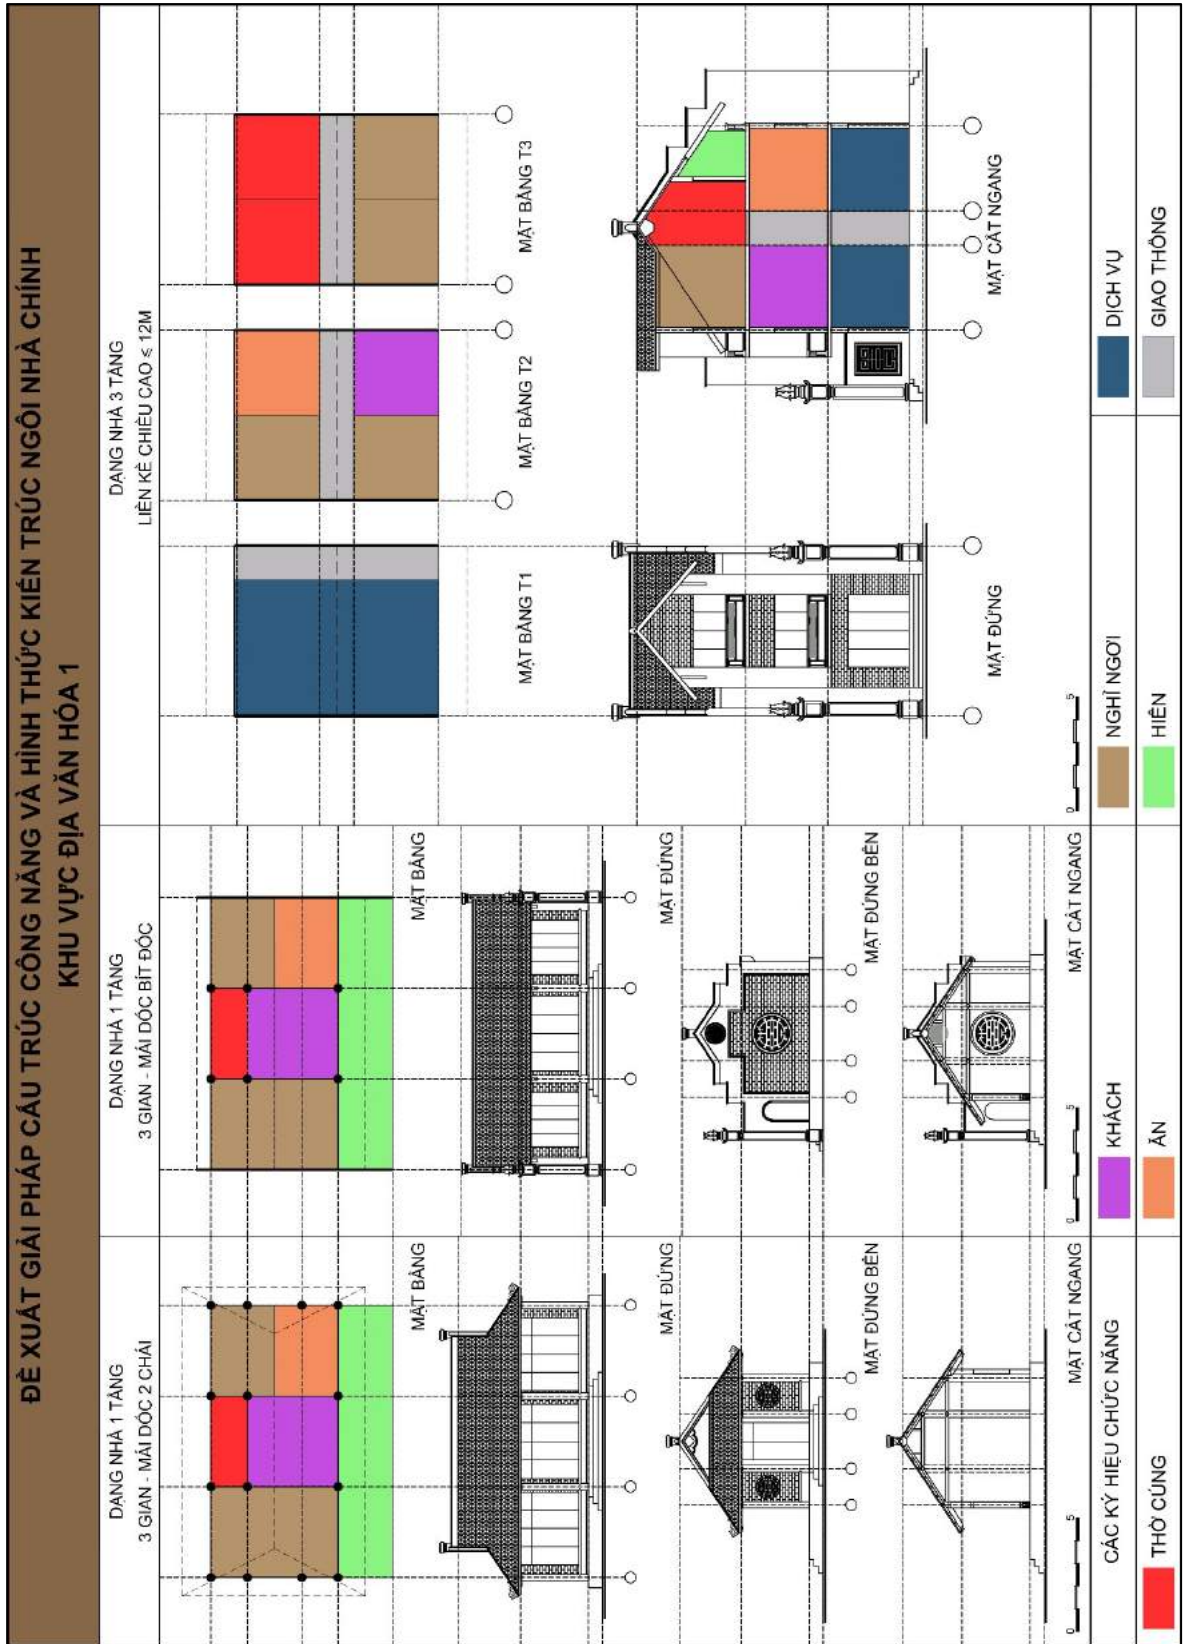 ĐỀ XUẤT GIẢI PHÁP CẤU TRÚC CÔNG NĂNG VÀ HÌNH THỨC KIẾN TRÚC NGÔI NHÀ CHÍNH
KHU VỰC ĐỊA VĂN HÓA 1
DẠNG NHÀ 1 TẦNG
3 GIAN - MÁI DỐC 2 CHÁI
MẶT BẰNG
MẶT ĐỨNG
MẶT ĐỨNG BÊN
MẶT CẮT NGANG
0 5
DẠNG NHÀ 1 TẦNG
3 GIAN - MÁI DỐC BÍT ĐỐC
MẶT BẰNG
MẶT ĐỨNG
MẶT ĐỨNG BÊN
MẶT CẮT NGANG
0 5
DẠNG NHÀ 3 TẦNG
LIỀN KỀ CHIỀU CAO ≤ 12M
MẶT BẰNG T1
MẶT BẰNG T2
MẶT BẰNG T3
MẶT ĐỨNG
MẶT CẮT NGANG
0 5
CÁC KÝ HIỆU CHỨC NĂNG
KHÁCH
NGHỈ NGƠI
DỊCH VỤ
THỜ CÚNG
ĂN
HIÊN
GIAO THÔNG